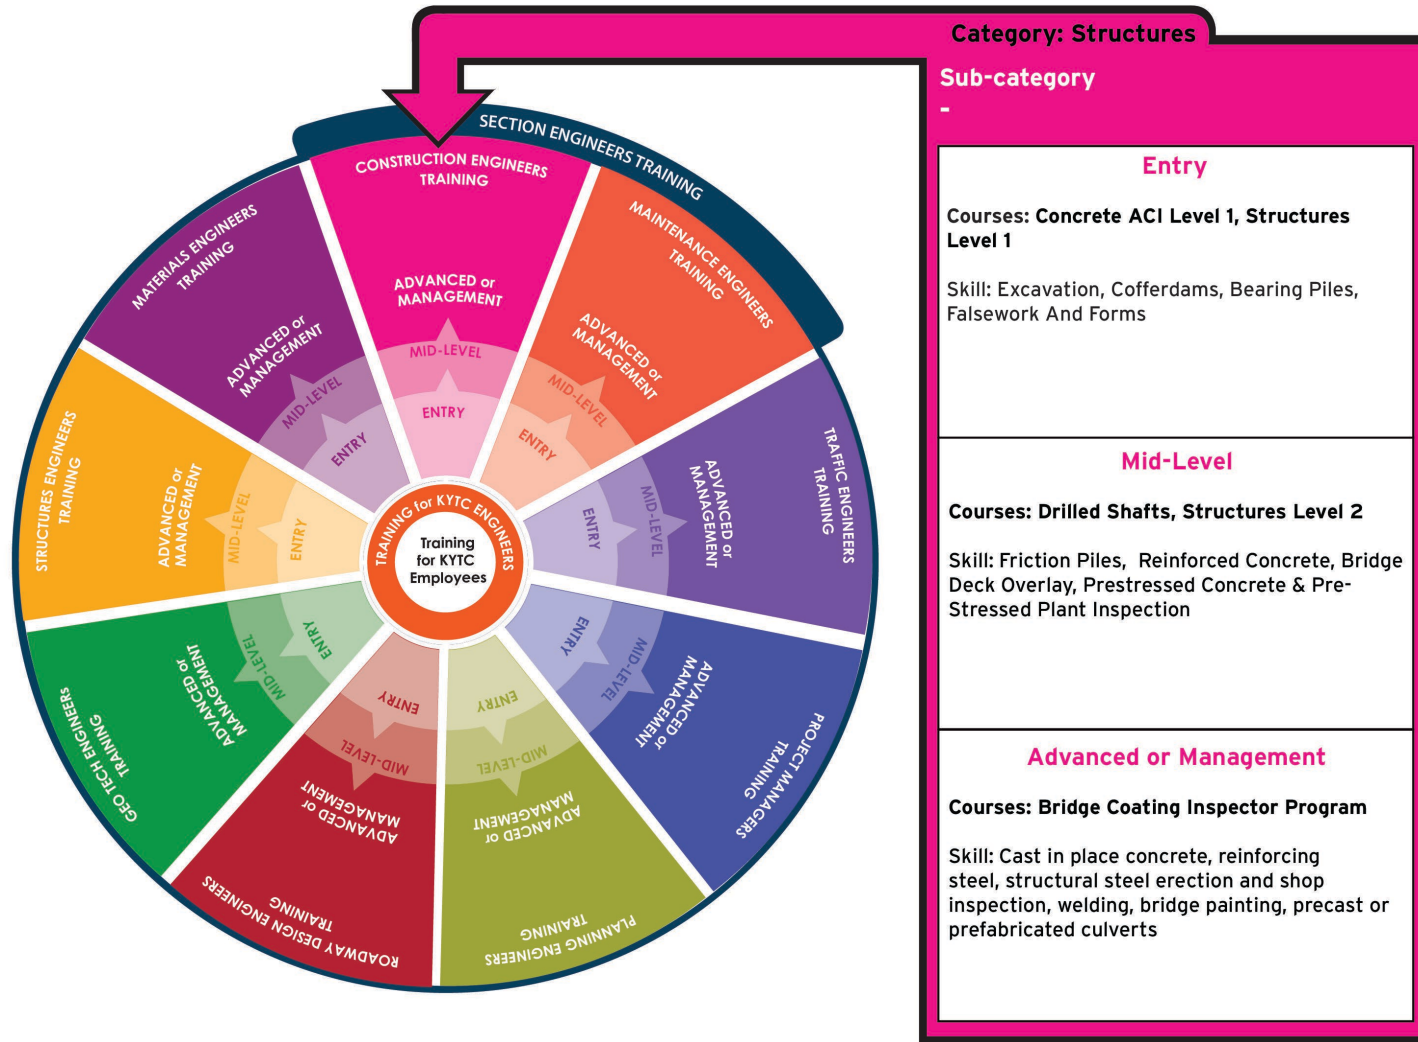 Category: Structures
Sub-category
-
Entry
Courses: Concrete ACI Level 1, Structures
Level 1
Skill: Excavation, Cofferdams, Bearing Piles,
Falsework And Forms
Mid-Level
Courses: Drilled Shafts, Structures Level 2
Skill: Friction Piles, Reinforced Concrete, Bridge
Deck Overlay, Prestressed Concrete & Pre-
Stressed Plant Inspection
Advanced or Management
Courses: Bridge Coating Inspector Program
Skill: Cast in place concrete, reinforcing
steel, structural steel erection and shop
inspection, welding, bridge painting, precast or
prefabricated culverts
SECTION ENGINEERS TRAINING
CONSTRUCTION ENGINEERS
TRAINING
ADVANCED or
MANAGEMENT
MID-LEVEL
ENTRY
MAINTENANCE ENGINEERS
TRAINING
ADVANCED or
MANAGEMENT
MID-LEVEL
ENTRY
TRAFFIC ENGINEERS
TRAINING
ADVANCED or
MANAGEMENT
MID-LEVEL
ENTRY
PROJECT MANAGERS
TRAINING
ADVANCED or
MANAGEMENT
MID-LEVEL
ENTRY
PLANNING ENGINEERS
TRAINING
ADVANCED or
MANAGEMENT
MID-LEVEL
ENTRY
ROADWAY DESIGN ENGINEERS
TRAINING
ADVANCED or
MANAGEMENT
MID-LEVEL
ENTRY
GEO TECH ENGINEERS
TRAINING
ADVANCED or
MANAGEMENT
MID-LEVEL
ENTRY
STRUCTURES ENGINEERS
TRAINING
ADVANCED or
MANAGEMENT
MID-LEVEL
ENTRY
MATERIALS ENGINEERS
TRAINING
ADVANCED or
MANAGEMENT
MID-LEVEL
ENTRY
TRAINING for KYTC ENGINEERS
Training
for KYTC
Employees